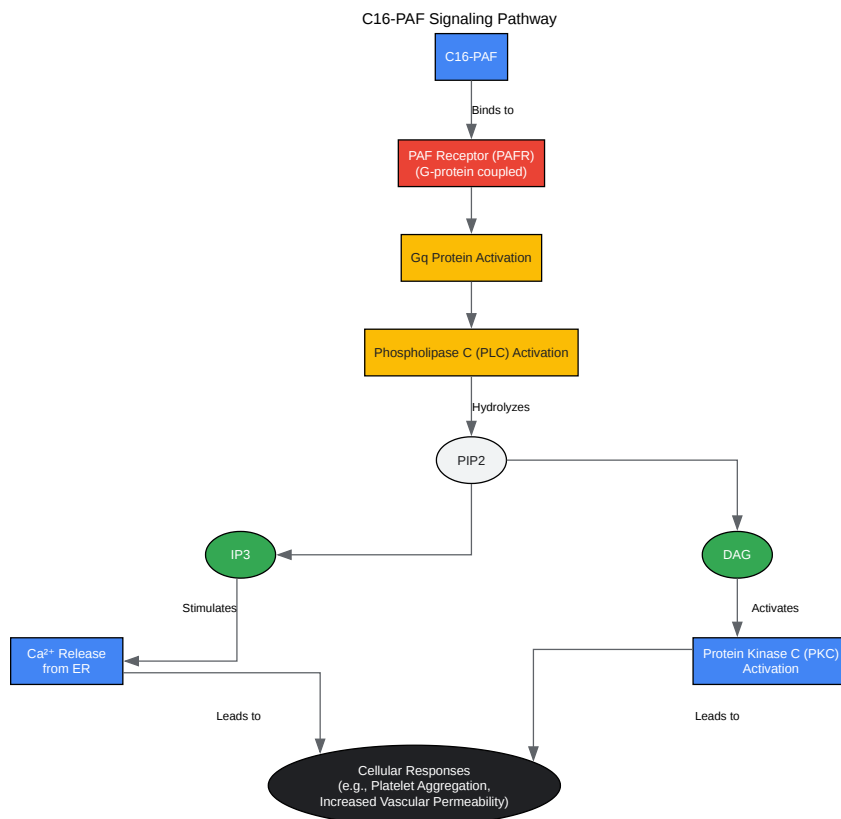 C16-PAF Signaling Pathway
C16-PAF
Binds to
PAF Receptor (PAFR)
(G-protein coupled)
Gq Protein Activation
Phospholipase C (PLC) Activation
Hydrolyzes
PIP2
IP3
DAG
Stimulates
Activates
Ca²⁺ Release
from ER
Protein Kinase C (PKC)
Activation
Leads to
Leads to
Cellular Responses
(e.g., Platelet Aggregation,
Increased Vascular Permeability)